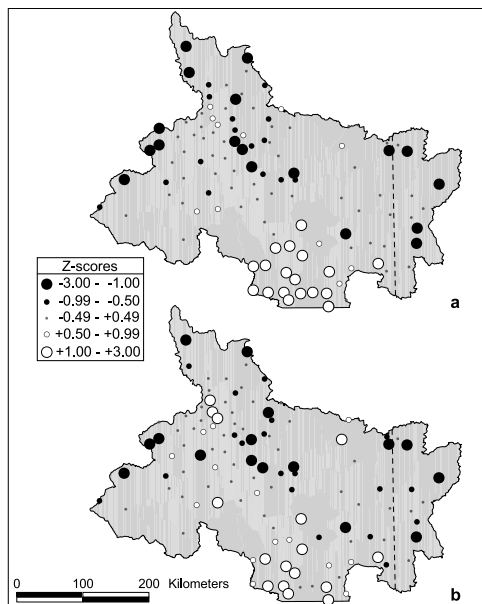 a
Z-scores
-3.00 - -1.00
-0.99 - -0.50
-0.49 - +0.49
+0.50 - +0.99
+1.00 - +3.00
b
0 100 200 Kilometers